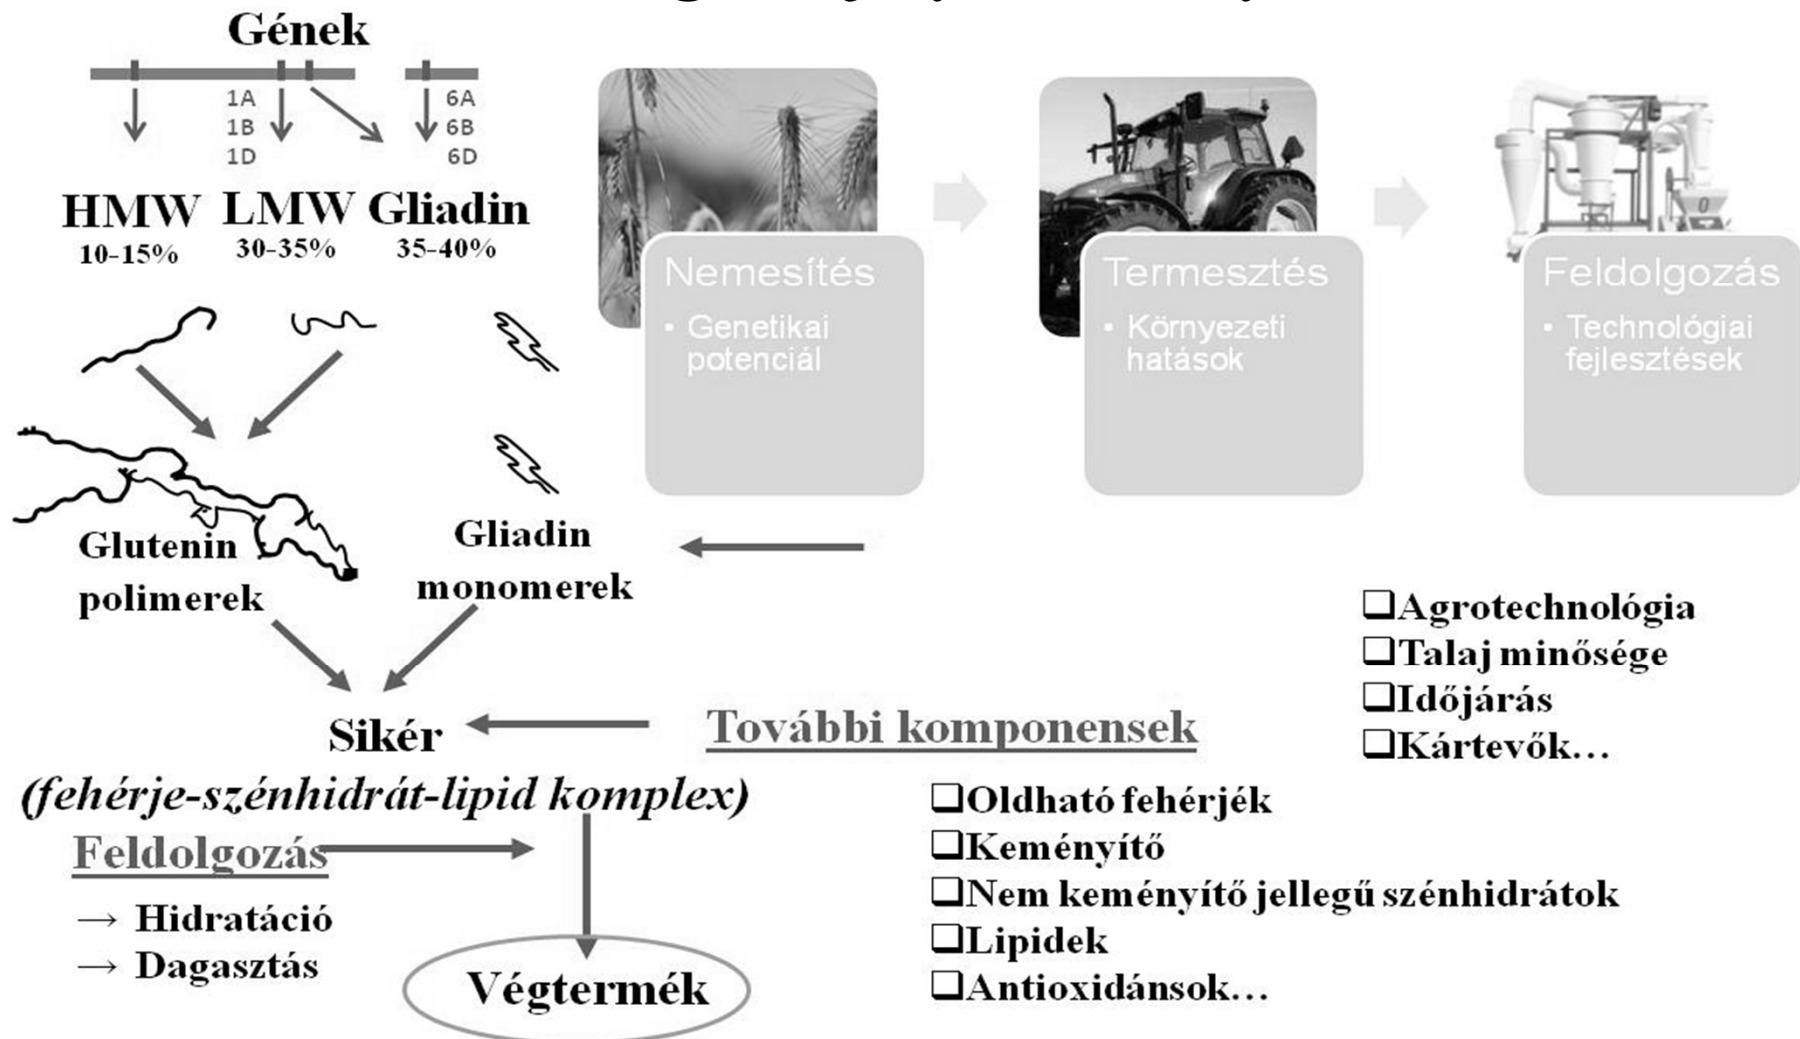 Gének
1A
1B
1D
6A
6B
6D
HMW LMW Gliadin
10-15% 30-35% 35-40%
Nemesítés
• Genetikai
potenciál
Termesztés
• Környezeti
hatások
Feldolgozás
• Technológiai
fejlesztések
Glutenin
polimerek
Gliadin
monomerek
❑Agrotechnológia
❑Talaj minősége
❑Időjárás
❑Kártevők…
Sikér
További komponensek
(fehérje-szénhidrát-lipid komplex)
❑Oldható fehérjék
❑Keményítő
❑Nem keményítő jellegű szénhidrátok
❑Lipidek
❑Antioxidánsok…
Feldolgozás
→ Hidratáció
→ Dagasztás
Végtermék